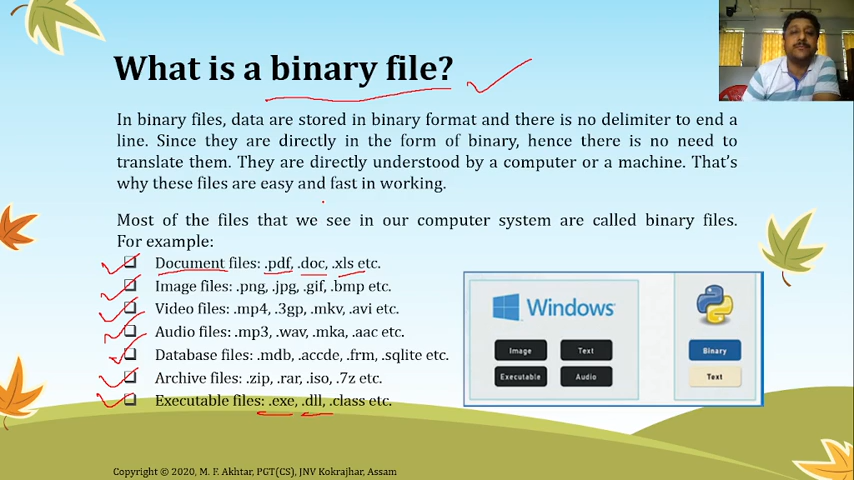 What is a binary file?
In binary files, data are stored in binary format and there is no delimiter to end a
line. Since they are directly in the form of binary, hence there is no need to
translate them. They are directly understood by a computer or a machine. That's
why these files are easy and fast in working.
Most of the files that we see in our computer system are called binary files.
For example:
Document files: .pdf, .doc, .xls etc.
Image files: .png, .jpg, .gif, .bmp etc.
Video files: .mp4, .3gp, .mkv, .avi etc.
Audio files: .mp3, .wav, .mka, .aac etc.
Database files: .mdb, .accde, .frm, .sqlite etc.
Archive files: .zip, .rar, .iso, .7z etc.
Executable files: .exe, .dll, .class etc.
Windows
Image Text
Executable Audio
Binary
Text
Copyright © 2020, M. F. Akhtar, PGT(CS), JNV Kokrajhar, Assam